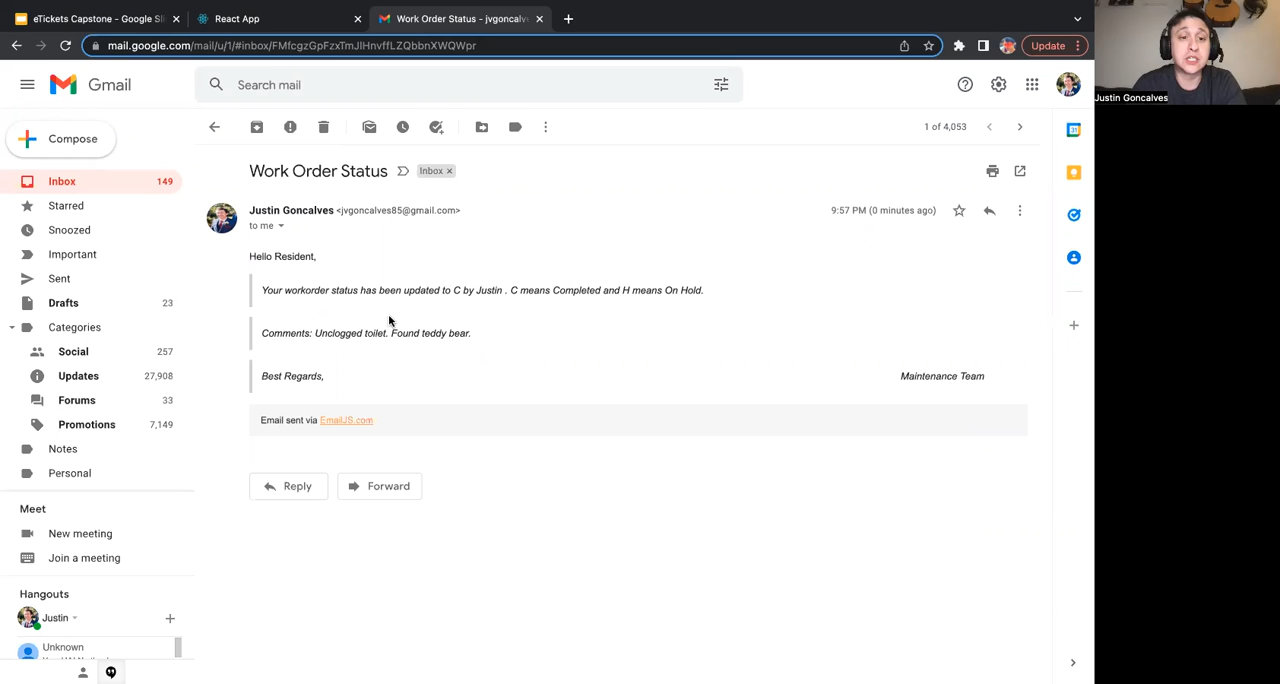 eTickets Capstone - Google Sli
React App
Work Order Status - jvgoncalv
mail.google.com/mail/u/1/#inbox/FMfcgzGpFzxTmJlHnvffLZQbbnXWQWpr
Update
Justin Goncalves
Gmail
Search mail
Compose
1 of 4,053
Work Order Status
Inbox
Inbox 149
Starred
Snoozed
Important
Sent
Drafts 23
Categories
Social 257
Updates 27,908
Forums 33
Promotions 7,149
Notes
Personal
Meet
New meeting
Join a meeting
Hangouts
Justin
Unknown
Justin Goncalves <jvgoncalves85@gmail.com>
9:57 PM (0 minutes ago)
to me
Hello Resident,
Your workorder status has been updated to C by Justin . C means Completed and H means On Hold.
Comments: Unclogged toilet. Found teddy bear.
Best Regards, Maintenance Team
Email sent via EmailJS.com
Reply
Forward
31